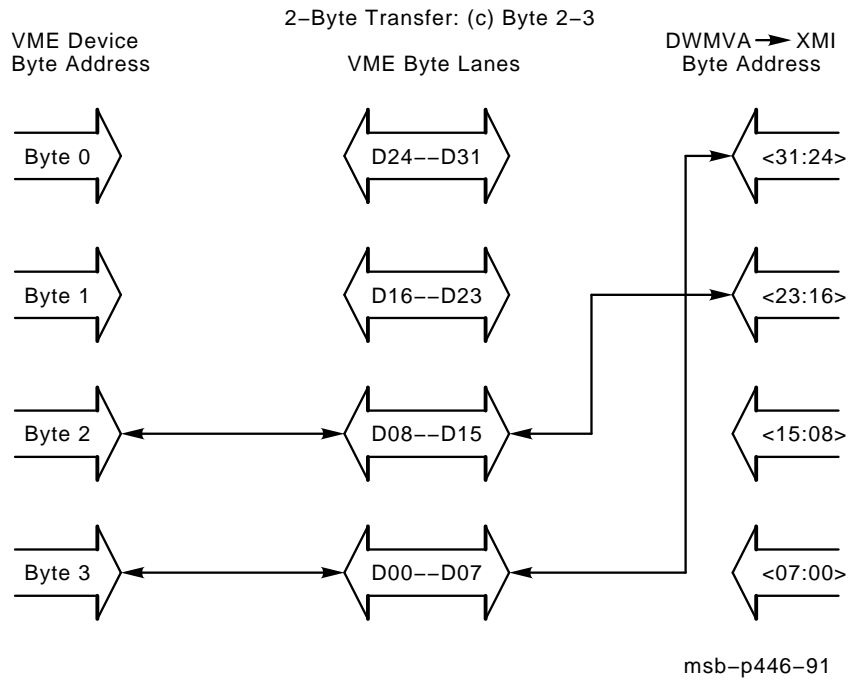 2−Byte Transfer: (c) Byte 2−3
VME Device
Byte Address
VME Byte Lanes
DWMVA → XMI
Byte Address
Byte 0
D24−−D31
<31:24>
Byte 1
D16−−D23
<23:16>
Byte 2
D08−−D15
<15:08>
Byte 3
D00−−D07
<07:00>
msb−p446−91